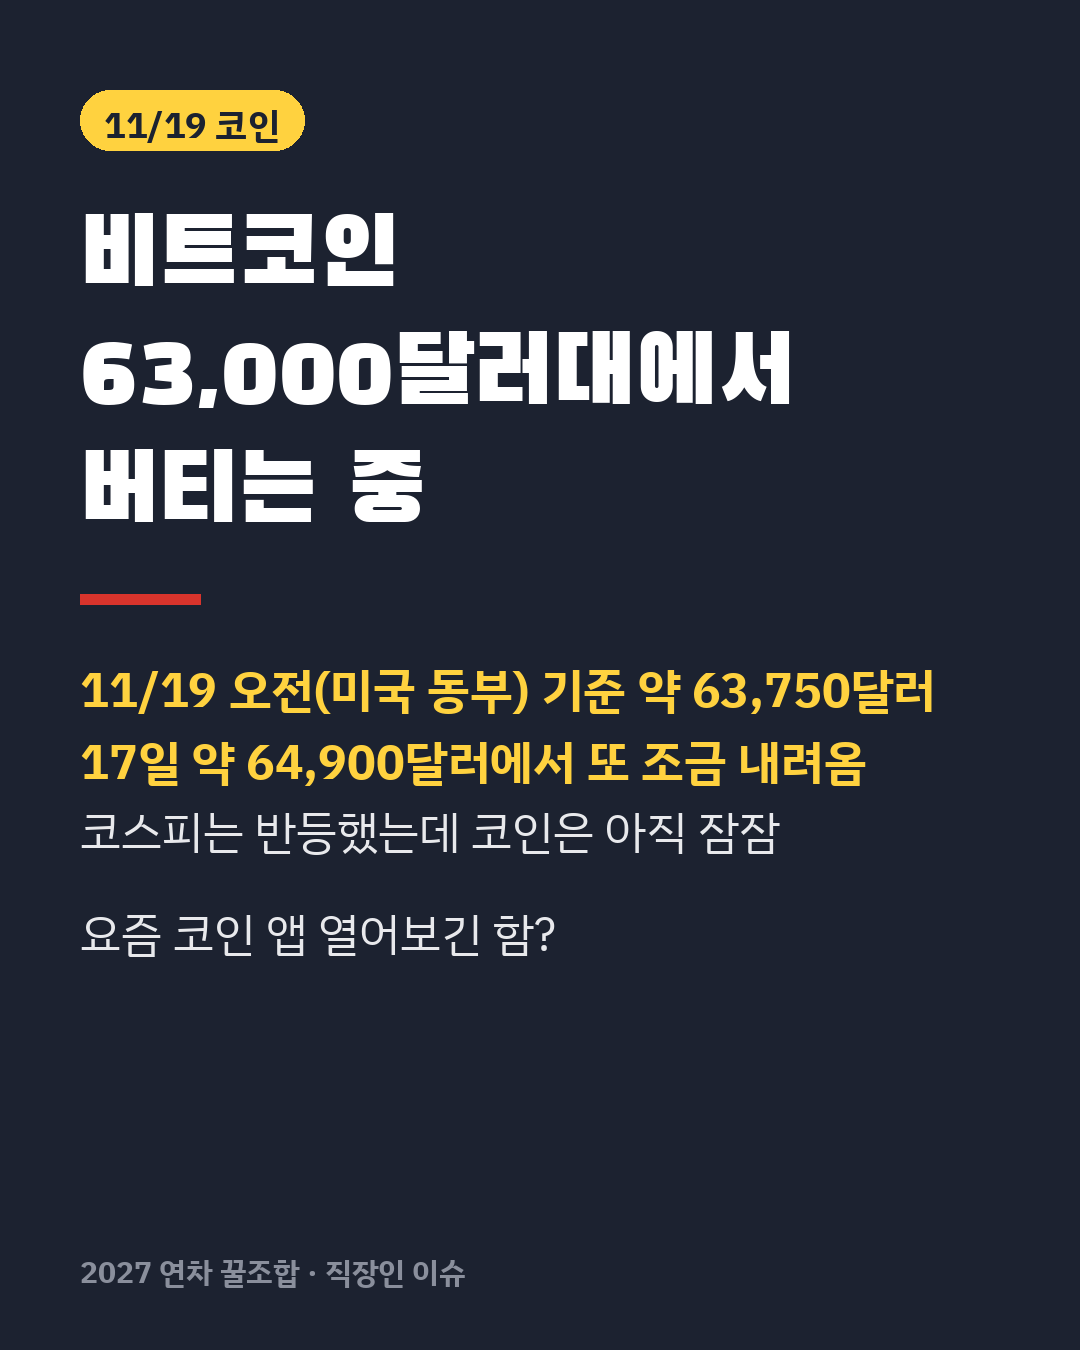 11/19 코인
비트코인
63,000달러대에서
버티는 중
11/19 오전(미국 동부) 기준 약 63,750달러
17일 약 64,900달러에서 또 조금 내려옴
코스피는 반등했는데 코인은 아직 잠잠
요즘 코인 앱 열어보긴 함?
2027 연차 꿀조합 · 직장인 이슈